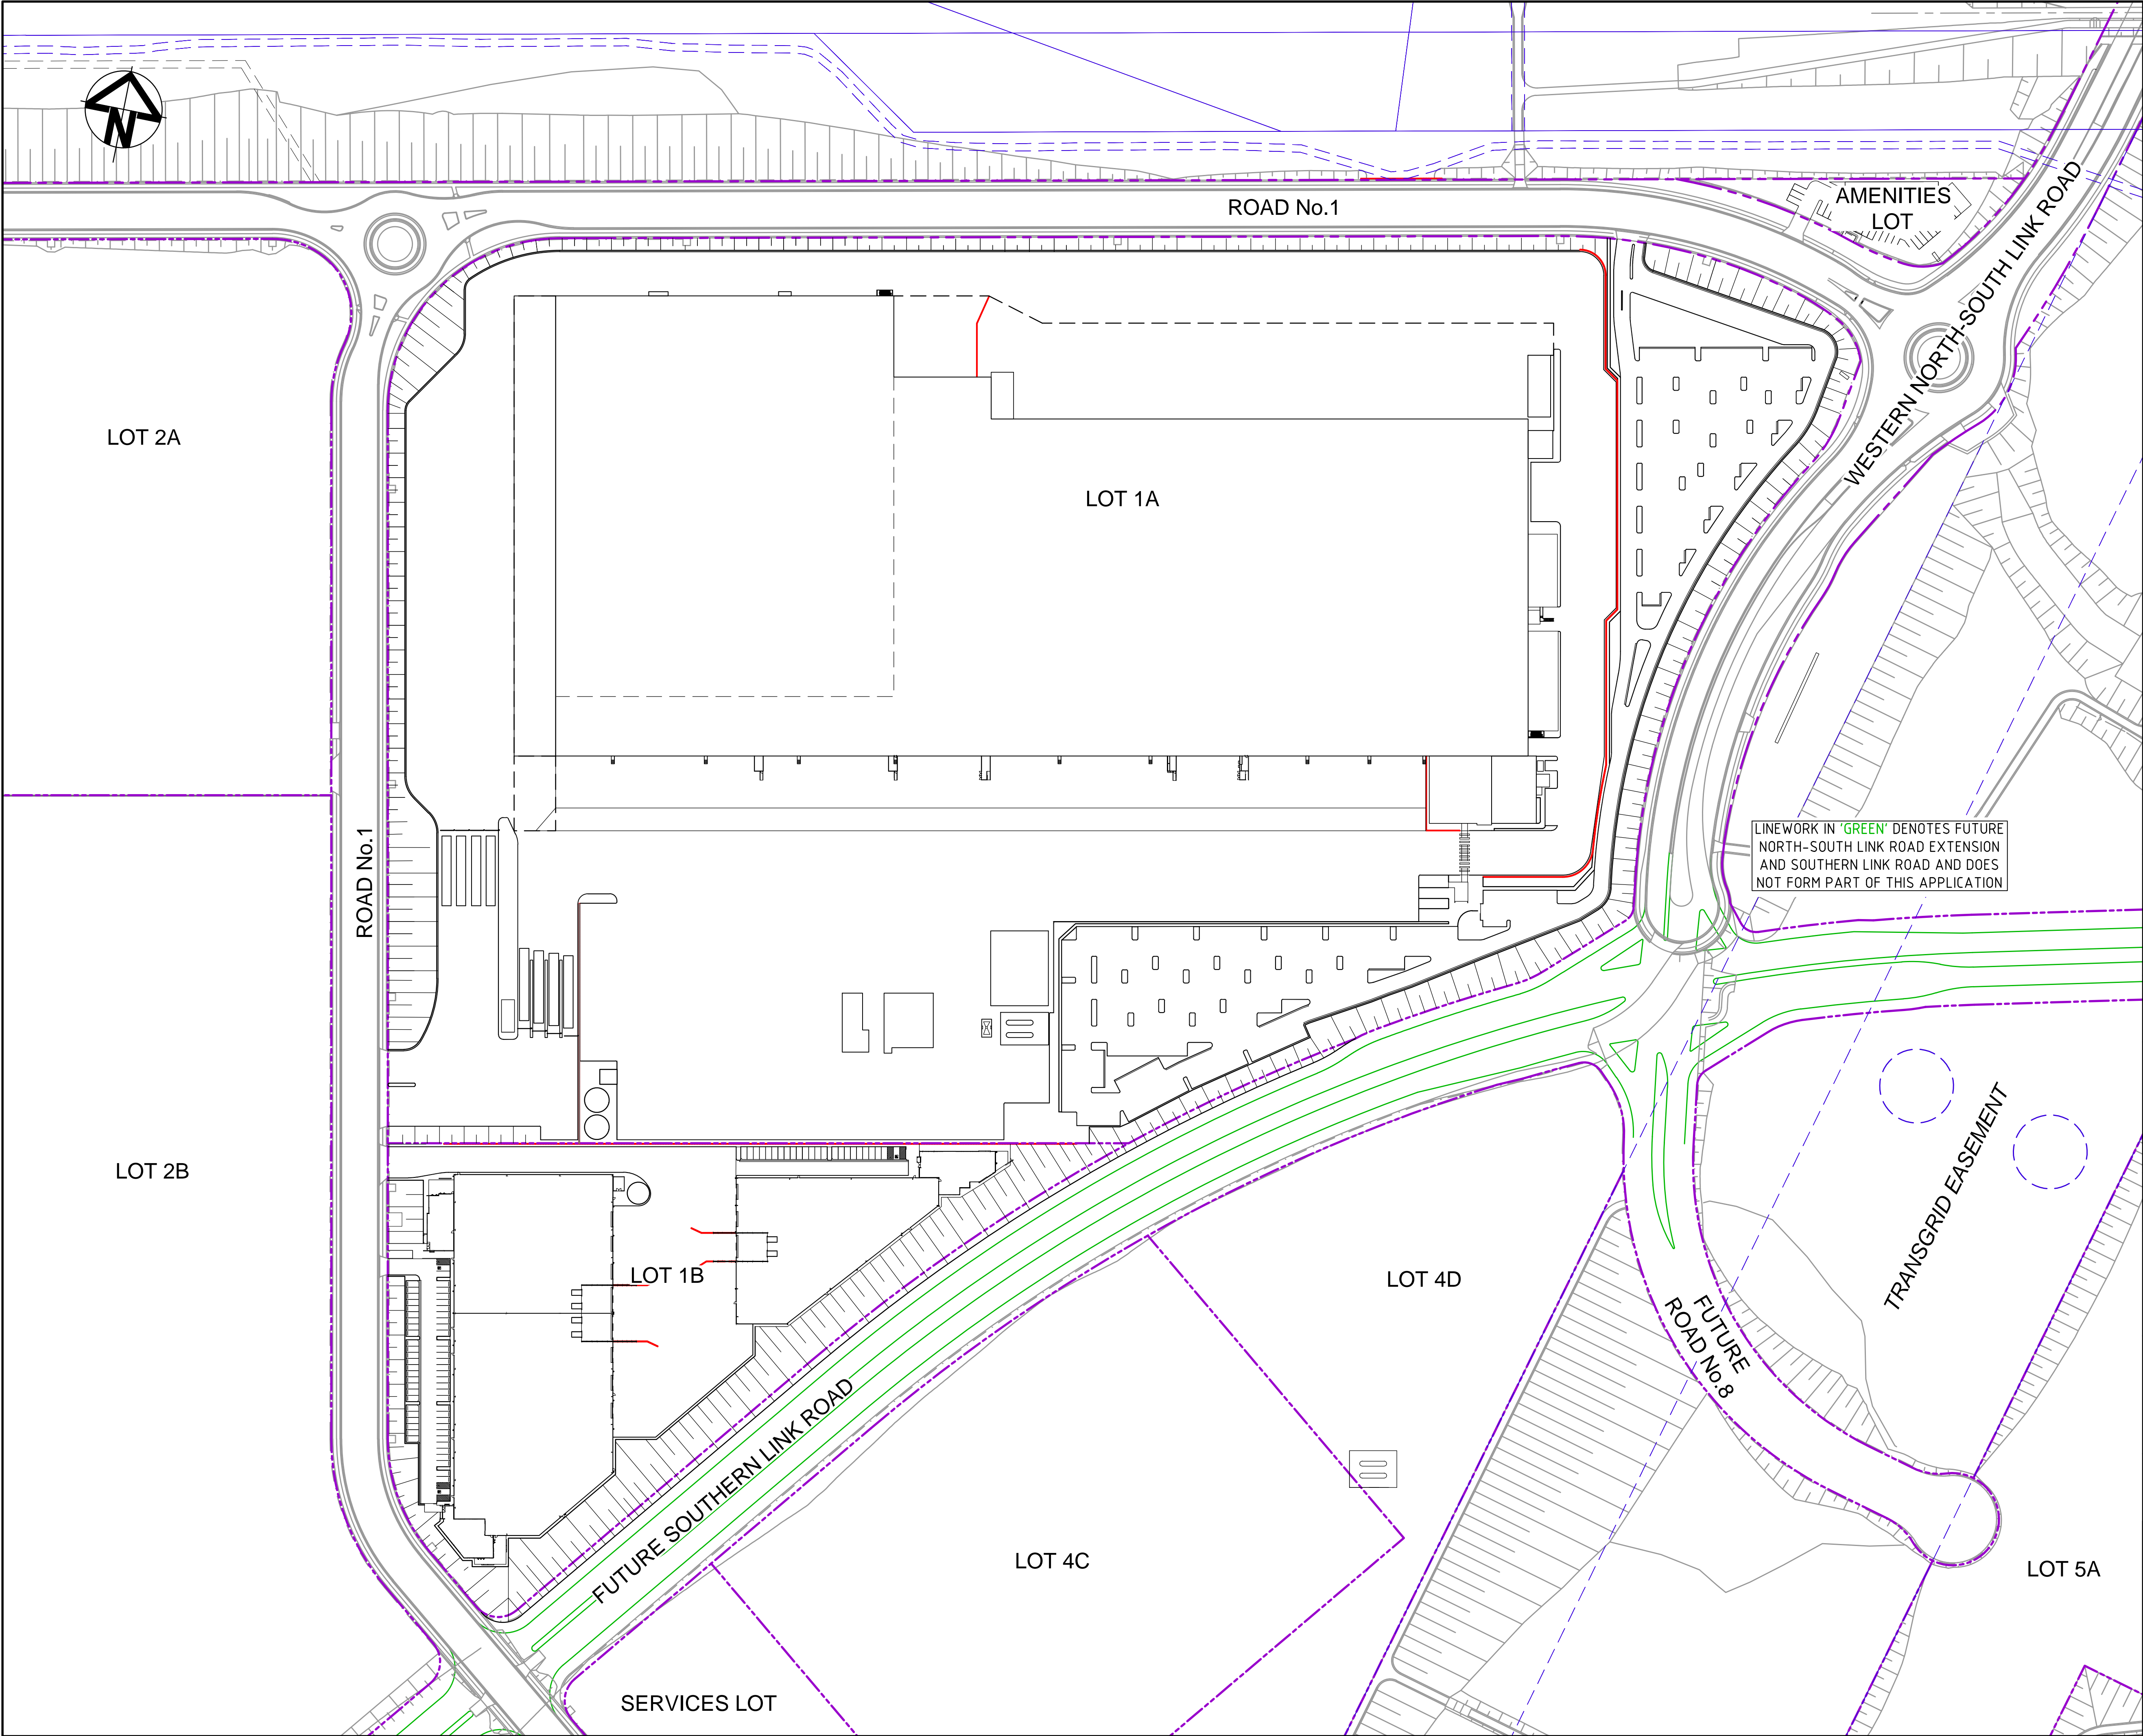 N
ROAD No.1
AMENITIES
LOT
WESTERN NORTH-SOUTH LINK ROAD
LOT 2A
LOT 1A
ROAD No.1
LINEWORK IN 'GREEN' DENOTES FUTURE
NORTH-SOUTH LINK ROAD EXTENSION
AND SOUTHERN LINK ROAD AND DOES
NOT FORM PART OF THIS APPLICATION
LOT 2B
TRANSGRID EASEMENT
LOT 1B
LOT 4D
FUTURE
ROAD No.8
FUTURE SOUTHERN LINK ROAD
LOT 4C
LOT 5A
SERVICES LOT